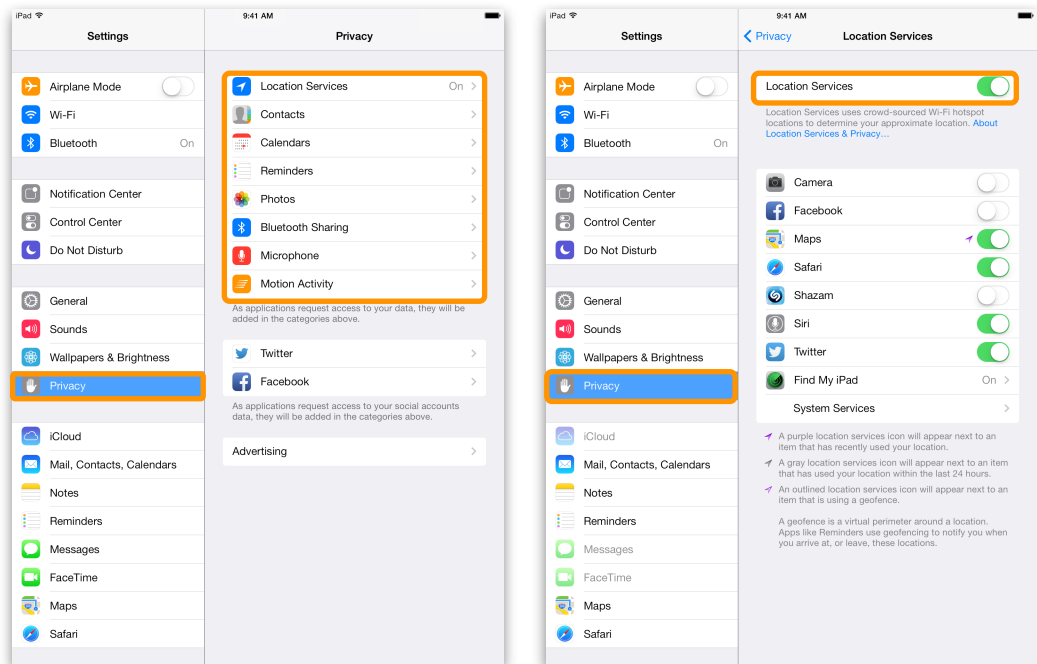 iPad
9:41 AM
Settings
Privacy
Airplane Mode
Wi-Fi
Bluetooth On
Notification Center
Control Center
Do Not Disturb
General
Sounds
Wallpapers & Brightness
Privacy
iCloud
Mail, Contacts, Calendars
Notes
Reminders
Messages
FaceTime
Maps
Safari
Location Services On
Contacts
Calendars
Reminders
Photos
Bluetooth Sharing
Microphone
Motion Activity
As applications request access to your data, they will be
added in the categories above.
Twitter
Facebook
As applications request access to your social accounts
data, they will be added in the categories above.
Advertising
iPad
9:41 AM
Settings
Privacy
Location Services
Airplane Mode
Wi-Fi
Bluetooth On
Notification Center
Control Center
Do Not Disturb
General
Sounds
Wallpapers & Brightness
Privacy
iCloud
Mail, Contacts, Calendars
Notes
Reminders
Messages
FaceTime
Maps
Safari
Location Services
Location Services uses crowd-sourced Wi-Fi hotspot
locations to determine your approximate location. About
Location Services & Privacy...
Camera
Facebook
Maps
Safari
Shazam
Siri
Twitter
Find My iPad On
System Services
A purple location services icon will appear next to an
item that has recently used your location.
A gray location services icon will appear next to an item
that has used your location within the last 24 hours.
An outlined location services icon will appear next to an
item that is using a geofence.
A geofence is a virtual perimeter around a location.
Apps like Reminders use geofencing to notify you when
you arrive at, or leave, these locations.